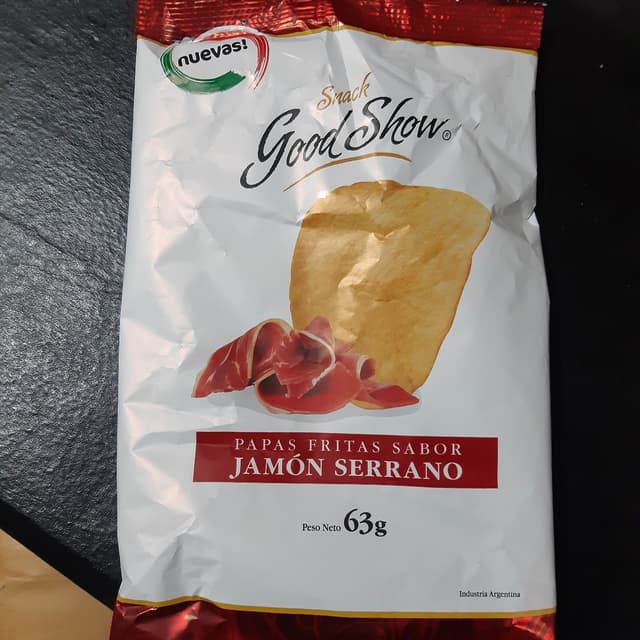 nuevas!
Snack
Good Show®
PAPAS FRITAS SABOR
JAMÓN SERRANO
Peso Neto 63g
Industria Argentina